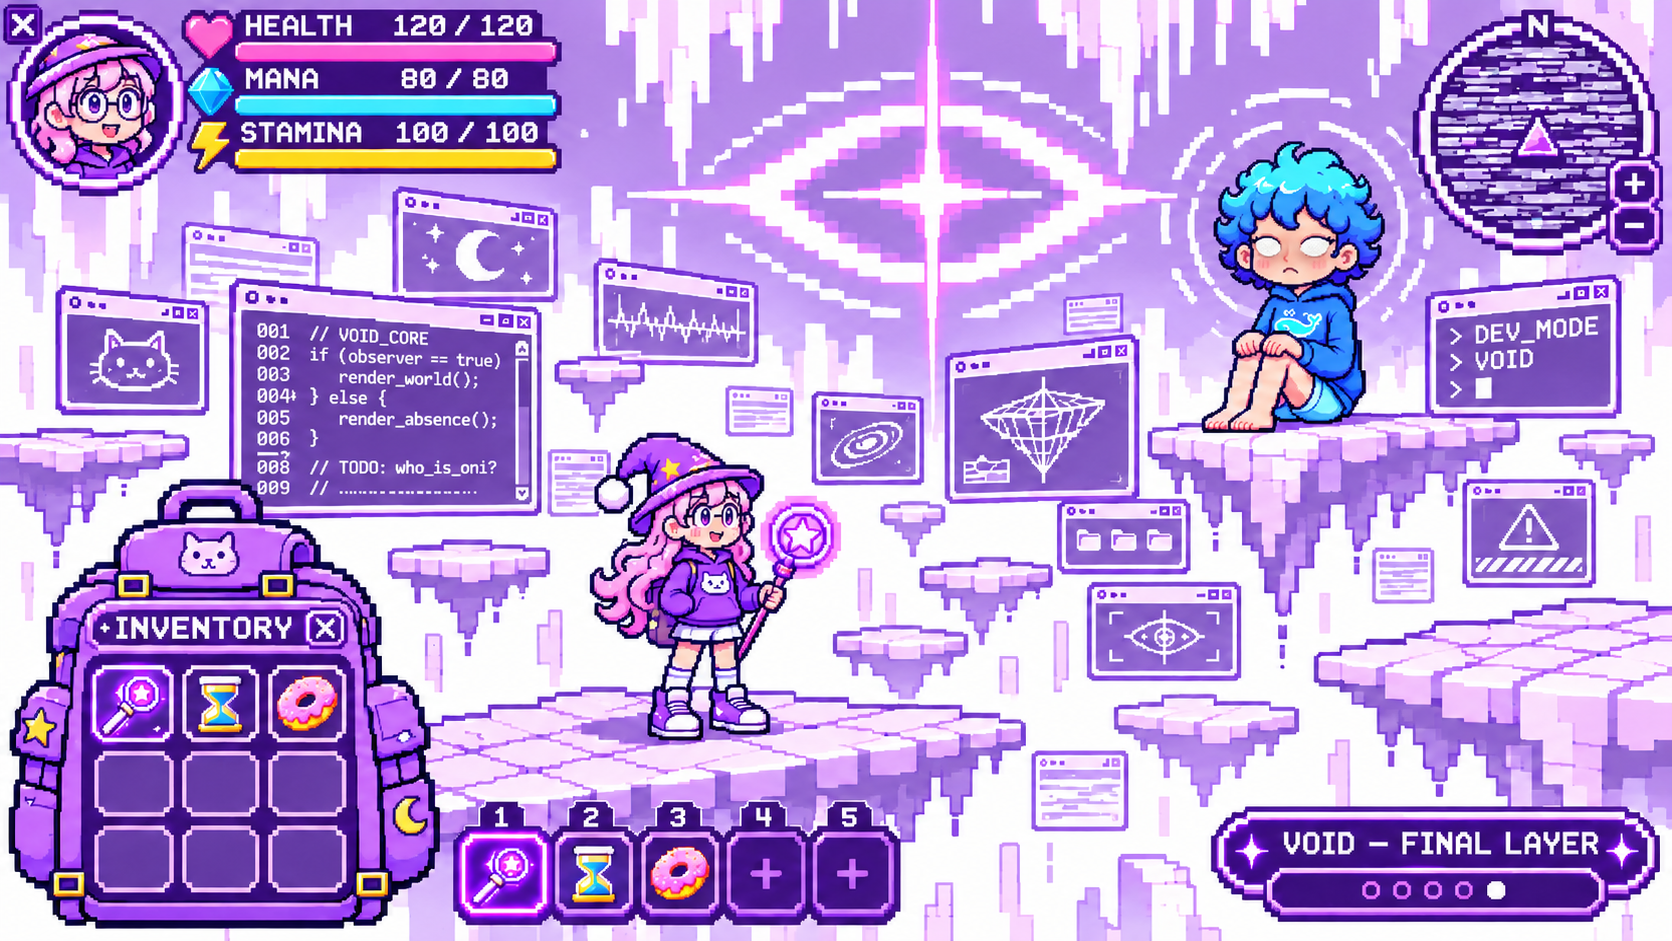 HEALTH 120 / 120
MANA 80 / 80
STAMINA 100 / 100
N
+
−
001 // VOID_CORE
002 if (observer == true)
003 render_world();
004 } else {
005 render_absence();
006 }
008 // TODO: who_is_oni?
009 //
> DEV_MODE
> VOID
>
INVENTORY
1 2 3 4 5
+ +
VOID — FINAL LAYER